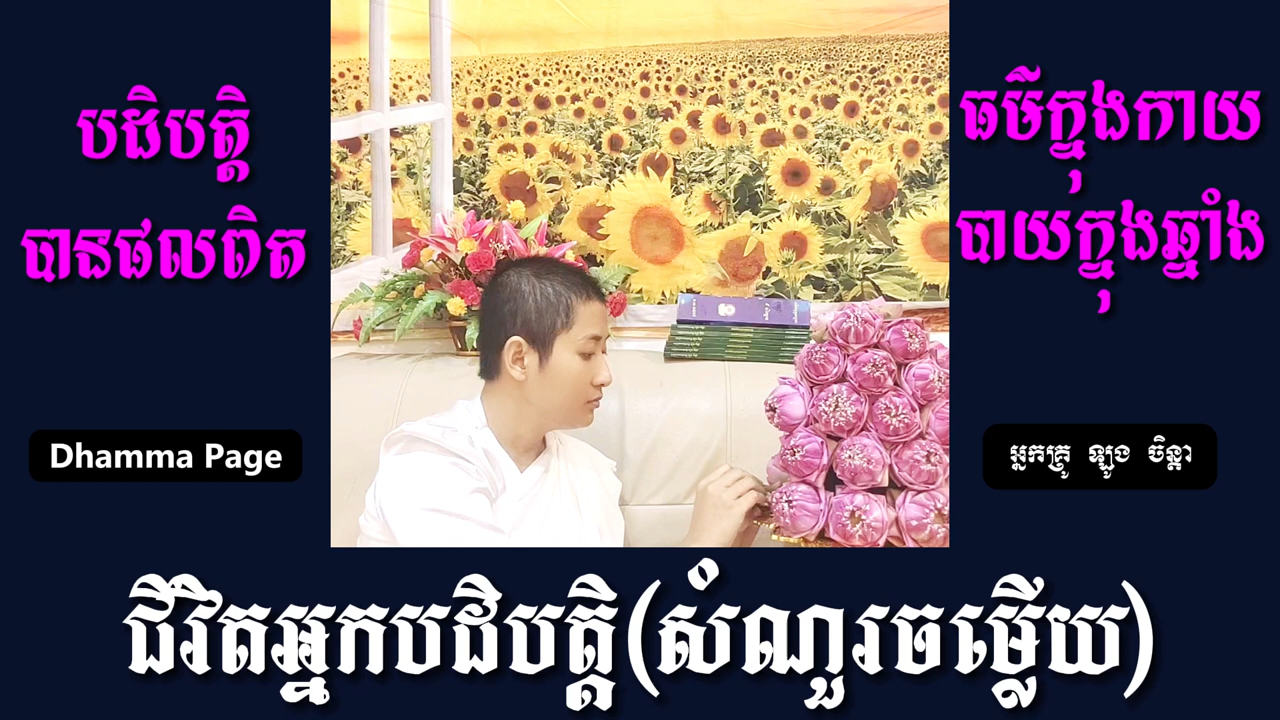 បដិបត្តិ
បានផលពិត
ធម៌ក្នុងកាយ
បាយក្នុងឆ្នាំង
Dhamma Page
អ្នកគ្រូ ឡុង ចិន្តា
ជីវិតអ្នកបដិបត្តិ(សំណួរចម្លើយ)